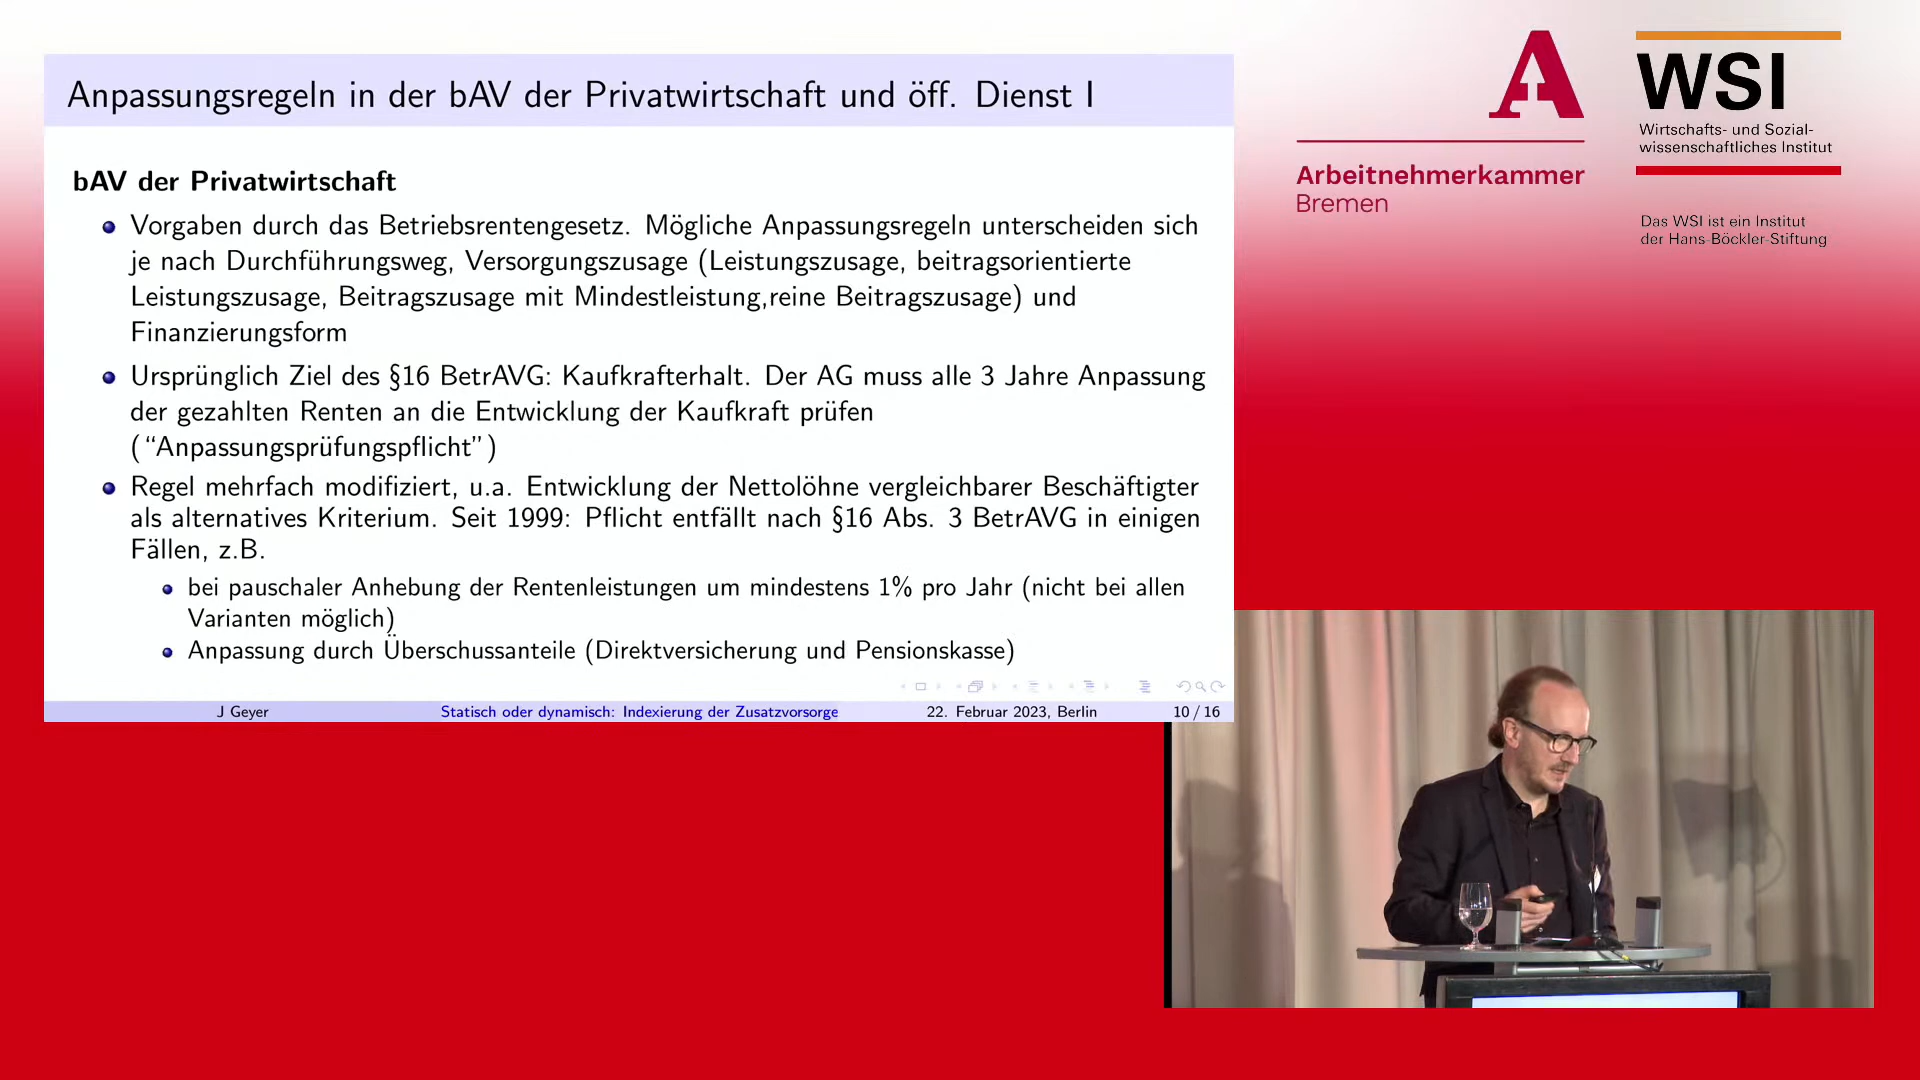 Anpassungsregeln in der bAV der Privatwirtschaft und öff. Dienst I
bAV der Privatwirtschaft
Vorgaben durch das Betriebsrentengesetz. Mögliche Anpassungsregeln unterscheiden sich
je nach Durchführungsweg, Versorgungszusage (Leistungszusage, beitragsorientierte
Leistungszusage, Beitragszusage mit Mindestleistung,reine Beitragszusage) und
Finanzierungsform
Ursprünglich Ziel des §16 BetrAVG: Kaufkrafterhalt. Der AG muss alle 3 Jahre Anpassung
der gezahlten Renten an die Entwicklung der Kaufkraft prüfen
(“Anpassungsprüfungspflicht”)
Regel mehrfach modifiziert, u.a. Entwicklung der Nettolöhne vergleichbarer Beschäftigter
als alternatives Kriterium. Seit 1999: Pflicht entfällt nach §16 Abs. 3 BetrAVG in einigen
Fällen, z.B.
bei pauschaler Anhebung der Rentenleistungen um mindestens 1% pro Jahr (nicht bei allen
Varianten möglich)
Anpassung durch Überschussanteile (Direktversicherung und Pensionskasse)
J Geyer
Statisch oder dynamisch: Indexierung der Zusatzvorsorge
22. Februar 2023, Berlin
10 / 16
A
Arbeitnehmerkammer
Bremen
WSI
Wirtschafts- und Sozial-
wissenschaftliches Institut
Das WSI ist ein Institut
der Hans-Böckler-Stiftung